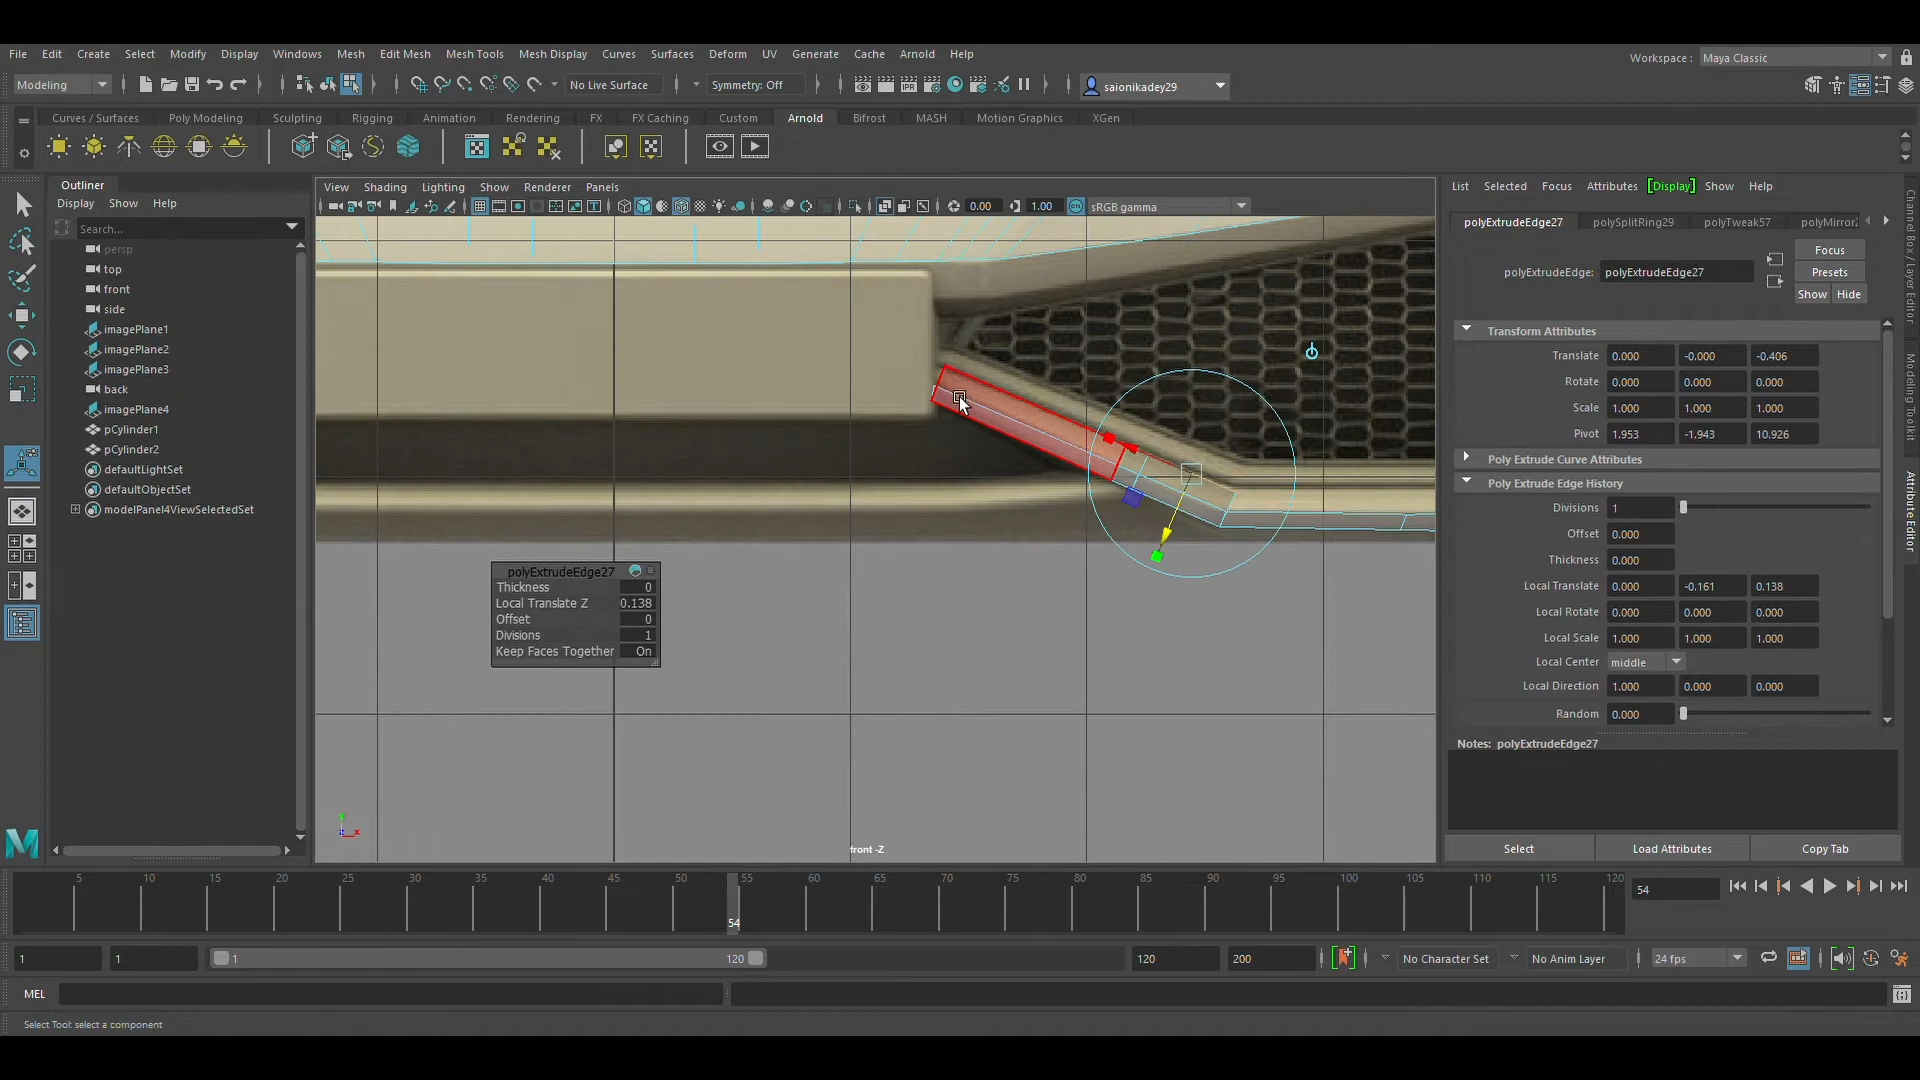 File Edit Create Select Modify Display Windows Mesh Edit Mesh Mesh Tools Mesh Display Curves Surfaces Deform UV Generate Cache Arnold Help
Workspace : Maya Classic
Modeling No Live Surface Symmetry: Off saionikadey29
Curves / Surfaces Poly Modeling Sculpting Rigging Animation Rendering FX FX Caching Custom Arnold Bifrost MASH Motion Graphics XGen
Outliner
Display Show Help
Search...
persp
top
front
side
imagePlane1
imagePlane2
imagePlane3
back
imagePlane4
pCylinder1
pCylinder2
defaultLightSet
defaultObjectSet
modelPanel4ViewSelectedSet
View Shading Lighting Show Renderer Panels
0.00 1.00 sRGB gamma
polyExtrudeEdge27
Thickness 0
Local Translate Z 0.138
Offset 0
Divisions 1
Keep Faces Together On
y
x
front -Z
List Selected Focus Attributes [Display] Show Help
polyExtrudeEdge27 polySplitRing29 polyTweak57 polyMirror
polyExtrudeEdge: polyExtrudeEdge27
Focus
Presets
Show Hide
Transform Attributes
Translate 0.000 -0.000 -0.406
Rotate 0.000 0.000 0.000
Scale 1.000 1.000 1.000
Pivot 1.953 -1.943 10.926
Poly Extrude Curve Attributes
Poly Extrude Edge History
Divisions 1
Offset 0.000
Thickness 0.000
Local Translate 0.000 -0.161 0.138
Local Rotate 0.000 0.000 0.000
Local Scale 1.000 1.000 1.000
Local Center middle
Local Direction 1.000 0.000 0.000
Random 0.000
Notes: polyExtrudeEdge27
Select Load Attributes Copy Tab
Channel Box / Layer Editor
Modeling Toolkit
Attribute Editor
5 10 15 20 25 30 35 40 45 50 55 60 65 70 75 80 85 90 95 100 105 110 115 120
54
54
1 1 1 120 120 200 No Character Set No Anim Layer 24 fps
MEL
Select Tool: select a component